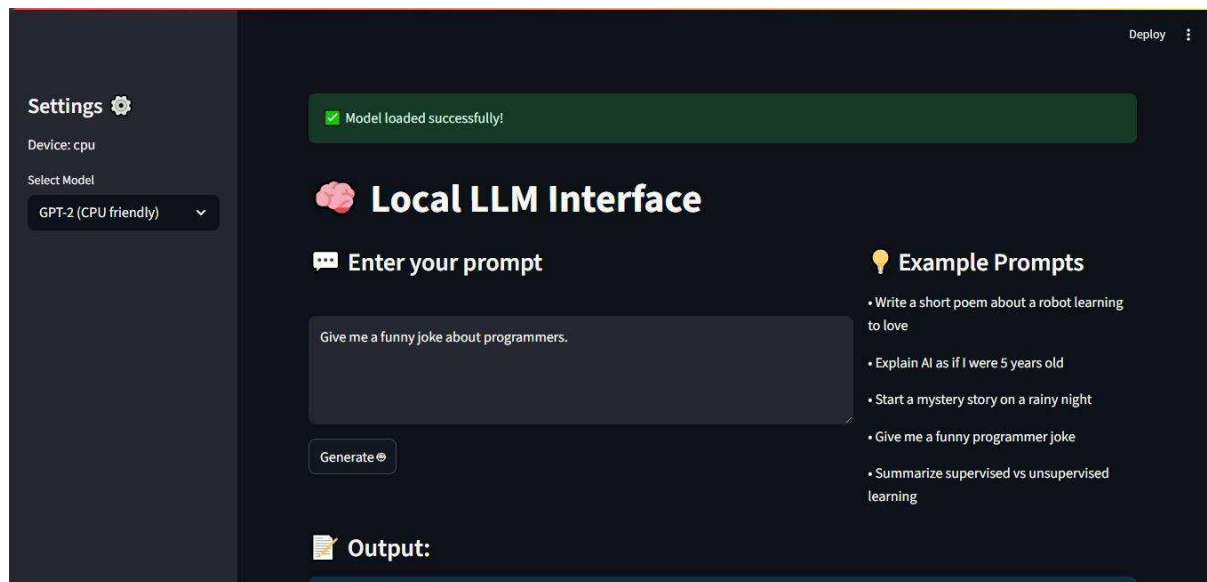 Deploy
Settings ⚙
Device: cpu
Select Model
GPT-2 (CPU friendly)
✅ Model loaded successfully!
🧠 Local LLM Interface
💬 Enter your prompt
Give me a funny joke about programmers.
Generate
💡 Example Prompts
• Write a short poem about a robot learning
to love
• Explain AI as if I were 5 years old
• Start a mystery story on a rainy night
• Give me a funny programmer joke
• Summarize supervised vs unsupervised
learning
📝 Output: